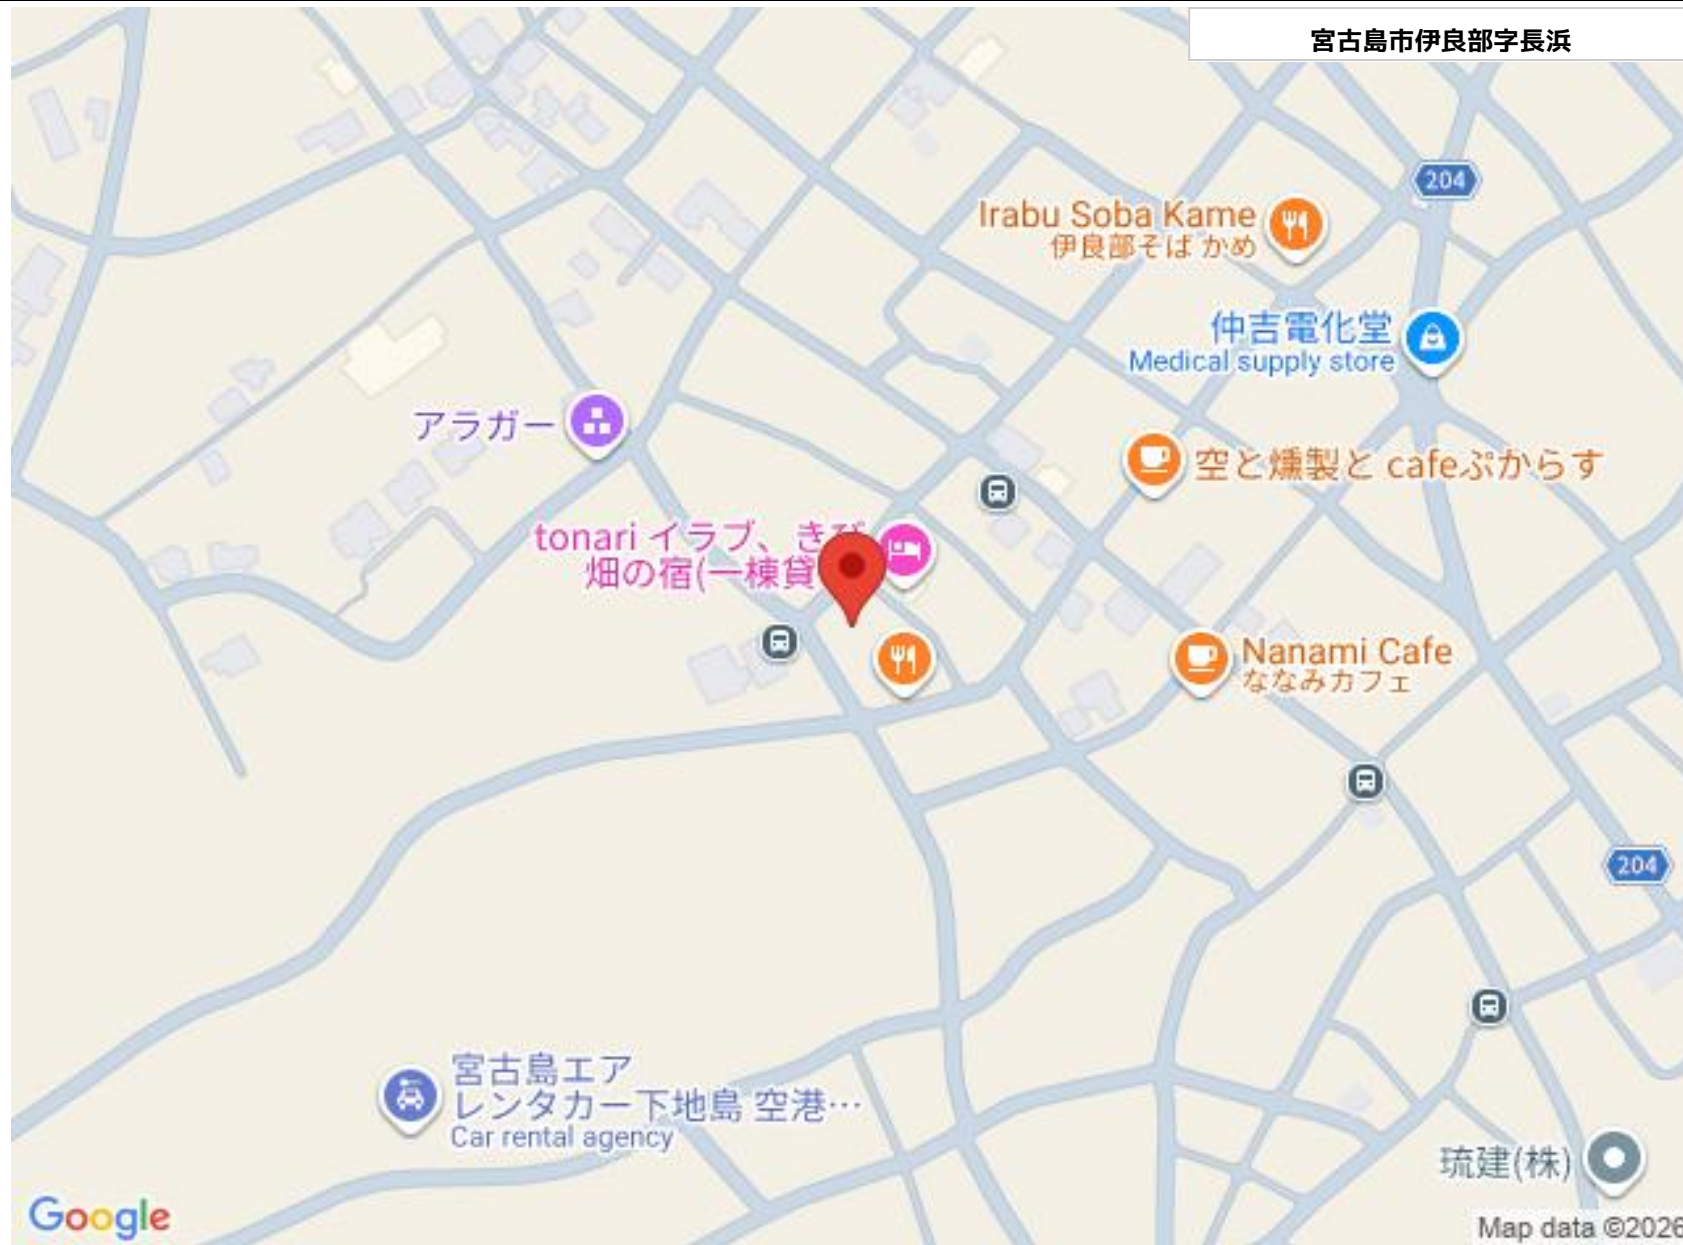 宮古島市伊良部字長浜
204
Irabu Soba Kame
伊良部そば かめ
仲吉電化堂
Medical supply store
アラガー
空と燻製と cafeぷからす
tonari イラブ、きび
畑の宿(一棟貸
Nanami Cafe
ななみカフェ
204
宮古島エア
レンタカー下地島 空港…
Car rental agency
琉建(株)
Google
Map data ©2026